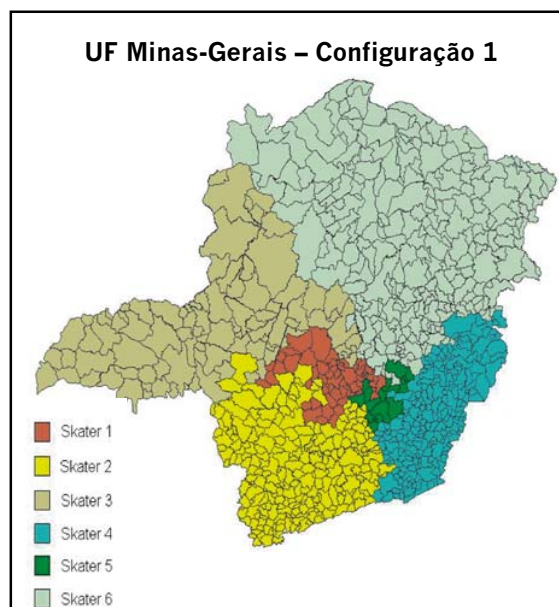 UF Minas-Gerais – Configuração 1
Skater 1
Skater 2
Skater 3
Skater 4
Skater 5
Skater 6